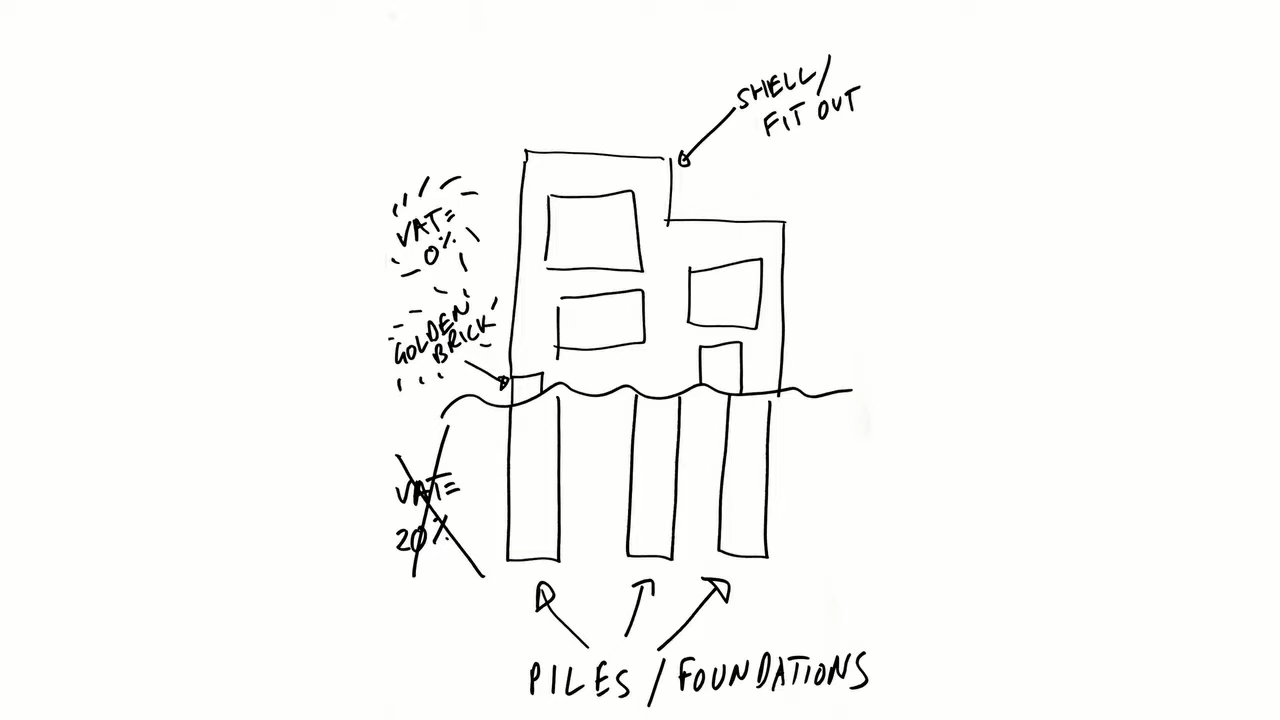 SHELL/
FIT OUT
VAT=
0%
GOLDEN
BRICK
VAT=
20%
PILES/FOUNDATIONS